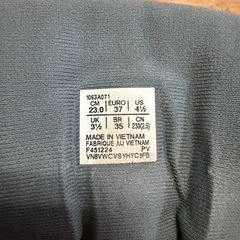 1063A071
CM EURO US
23.0 37 4½
UK BR CN
3½ 35 230(2.5)
MADE IN VIETNAM
FABRIQUE AU VIETNAM
F451224 PV